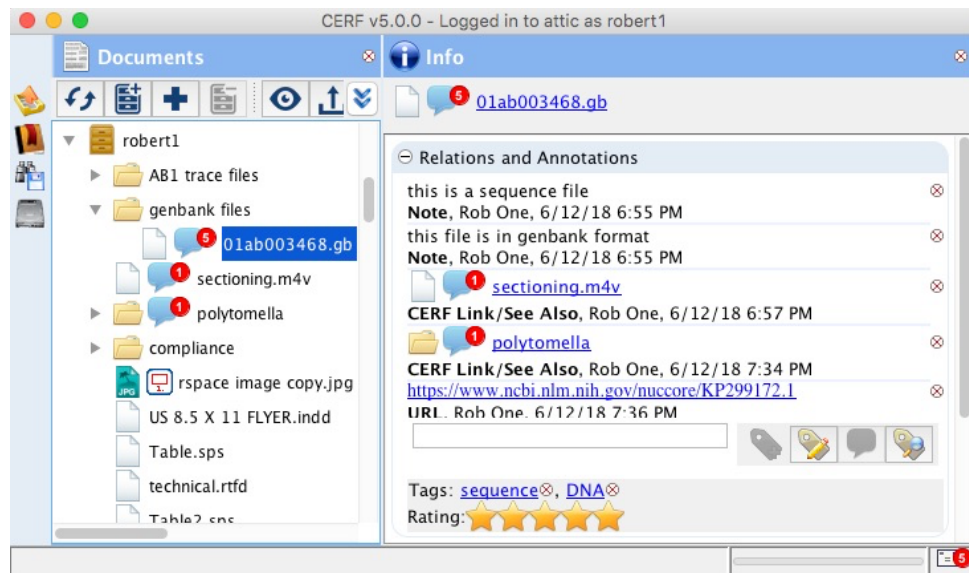 CERF v5.0.0 - Logged in to attic as robert1
Documents
robert1
AB1 trace files
genbank files
5
01ab003468.gb
1
sectioning.m4v
1
polytomella
compliance
JPG
rspace image copy.jpg
US 8.5 X 11 FLYER.indd
Table.sps
technical.rtfd
Table2.sps
Info
5
01ab003468.gb
Relations and Annotations
this is a sequence file
Note, Rob One, 6/12/18 6:55 PM
this file is in genbank format
Note, Rob One, 6/12/18 6:55 PM
1
sectioning.m4v
CERF Link/See Also, Rob One, 6/12/18 6:57 PM
1
polytomella
CERF Link/See Also, Rob One, 6/12/18 7:34 PM
https://www.ncbi.nlm.nih.gov/nuccore/KP299172.1
URL, Rob One, 6/12/18 7:36 PM
Tags: sequence, DNA
Rating:
5